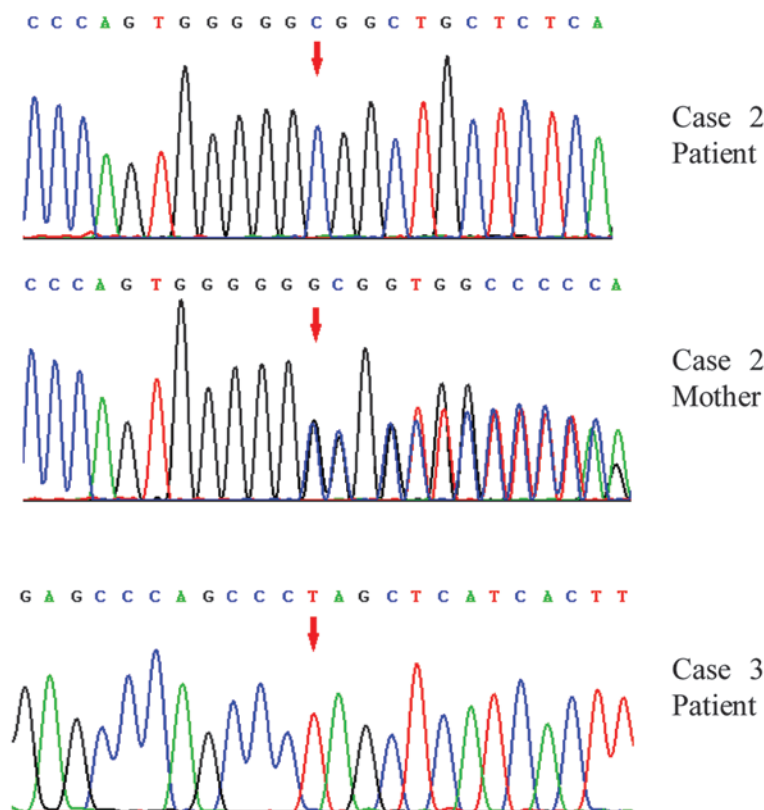 C C C A G T G G G G G C G G C T G C T C T C A
Case 2
Patient
C C C A G T G G G G G G C G G T G G C C C C C A
Case 2
Mother
G A G C C C A G C C C T A G C T C A T C A C T T
Case 3
Patient